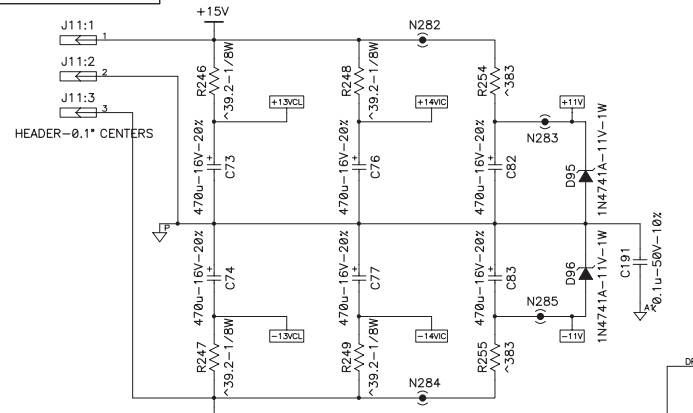 +15V
J11:1
1
N282
J11:2
2
J11:3
3
HEADER-0.1" CENTERS
R246
^39.2-1/8W
R248
^39.2-1/8W
R254
^383
+13VCL
+14VIC
+11V
N283
470u-16V-20%
+
C73
470u-16V-20%
+
C76
470u-16V-20%
+
C82
D95
1N4741A-11V-1W
P
470u-16V-20%
+
C74
470u-16V-20%
+
C77
470u-16V-20%
+
C83
D96
1N4741A-11V-1W
C191
^0.1u-50V-10%
N285
-13VCL
-14VIC
-11V
R247
^39.2-1/8W
R249
^39.2-1/8W
R255
^383
N284